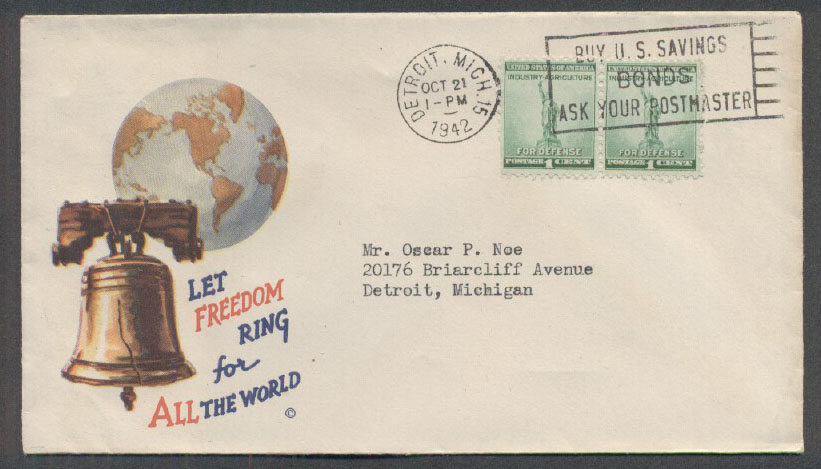 DETROIT, MICH. 15
OCT 21
1-PM
1942
BUY U.S. SAVINGS
BONDS
ASK YOUR POSTMASTER
UNITED STATES OF AMERICA
INDUSTRY-AGRICULTURE
FOR DEFENSE
POSTAGE 1 CENT
UNITED STATES OF AMERICA
INDUSTRY-AGRICULTURE
FOR DEFENSE
POSTAGE 1 CENT
Mr. Oscar P. Noe
20176 Briarcliff Avenue
Detroit, Michigan
LET
FREEDOM
RING
for
ALL THE WORLD
©